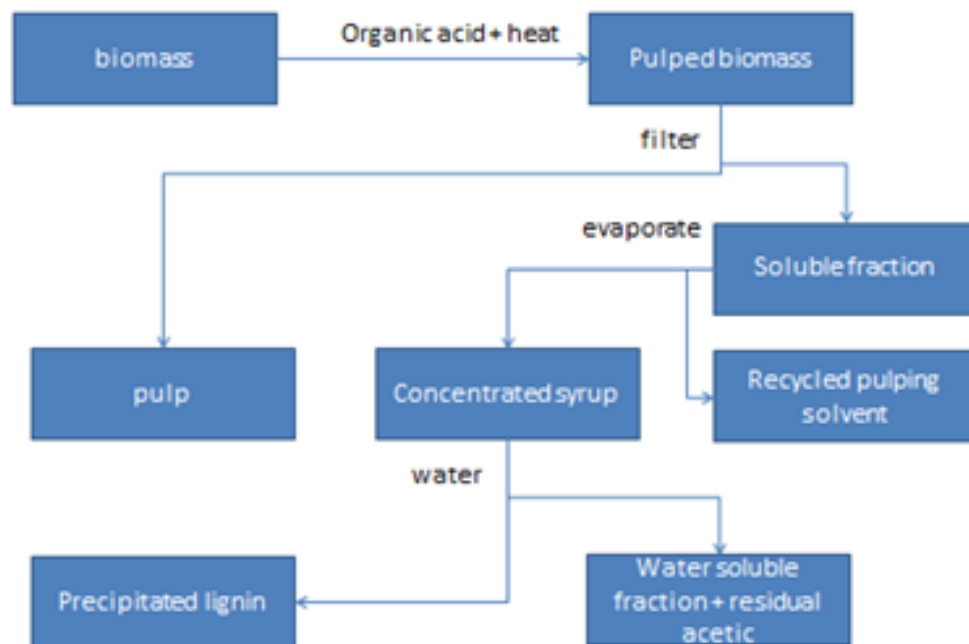 biomass
Organic acid + heat
Pulped biomass
filter
evaporate
Soluble fraction
pulp
Concentrated syrup
Recycled pulping
solvent
water
Precipitated lignin
Water soluble
fraction + residual
acetic